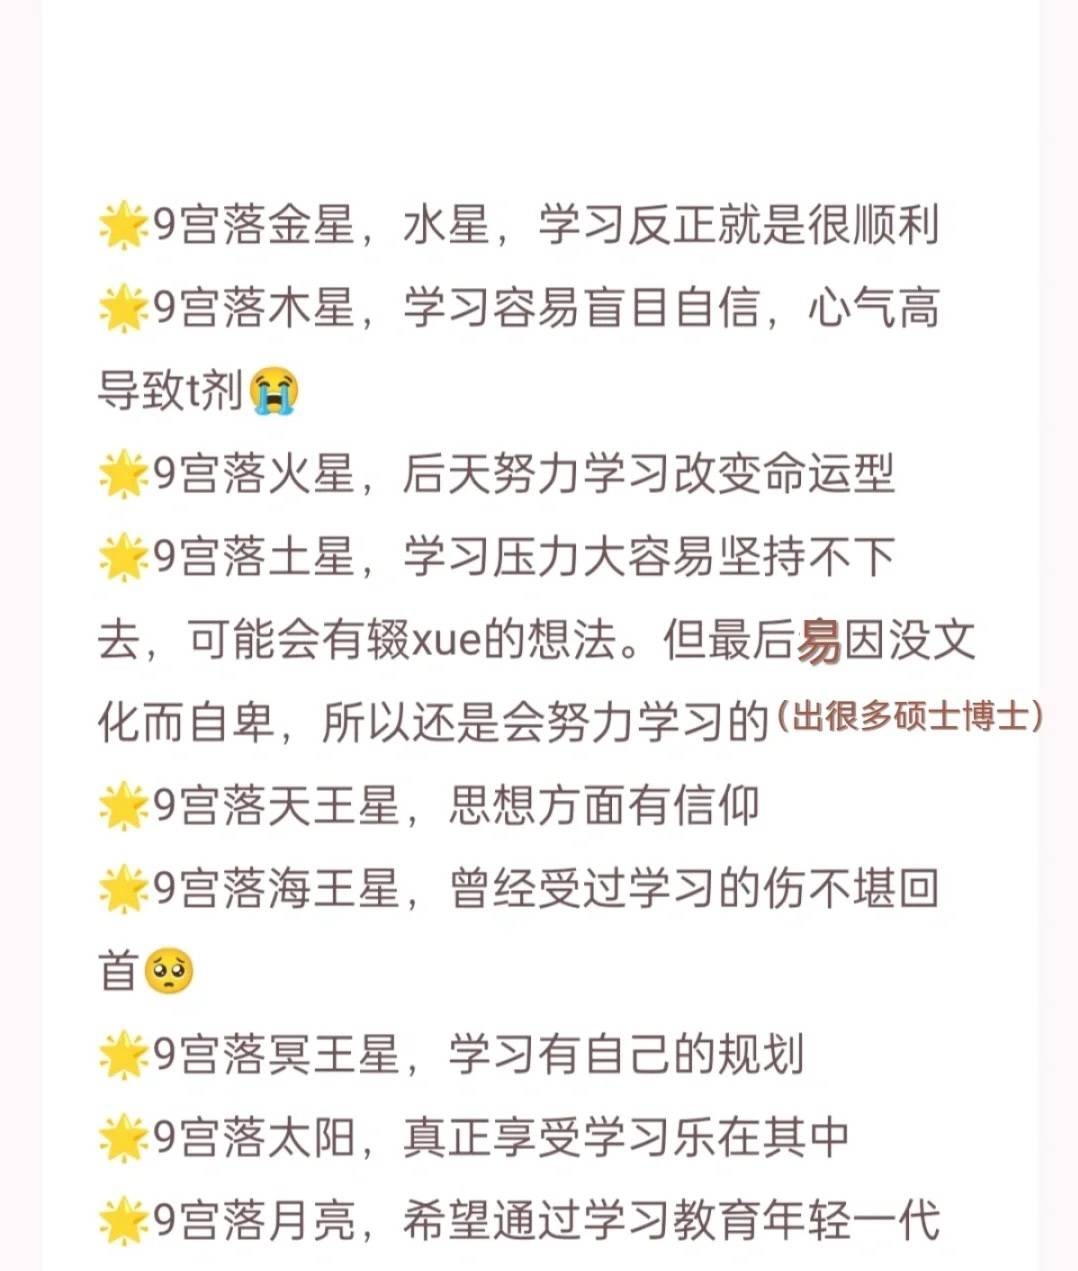 🌟9宫落金星，水星，学习反正就是很顺利
🌟9宫落木星，学习容易盲目自信，心气高
导致t剂😭
🌟9宫落火星，后天努力学习改变命运型
🌟9宫落土星，学习压力大容易坚持不下
去，可能会有辍xue的想法。但最后易因没文
化而自卑，所以还是会努力学习的（出很多硕士博士）
🌟9宫落天王星，思想方面有信仰
🌟9宫落海王星，曾经受过学习的伤不堪回
首🥺
🌟9宫落冥王星，学习有自己的规划
🌟9宫落太阳，真正享受学习乐在其中
🌟9宫落月亮，希望通过学习教育年轻一代